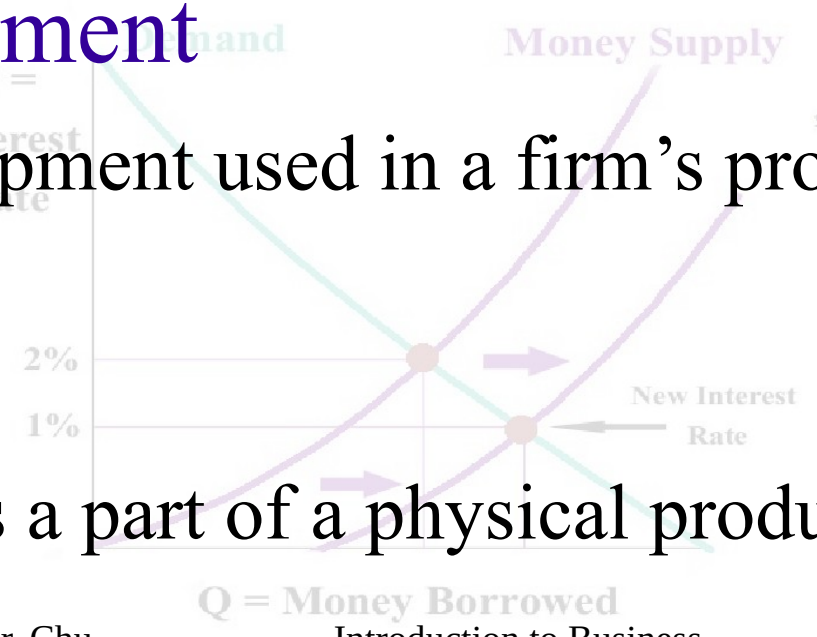 ment
Demand
Money Supply
=
erest
pment used in a firm’s pro
ate
2%
New Interest
1%
Rate
s a part of a physical produ
Q = Money Borrowed
r. Chu
Introduction to Business